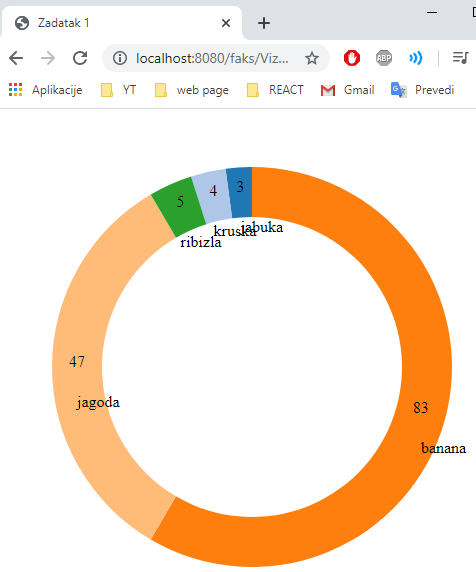 Zadatak 1
localhost:8080/faks/Viz...
ABP
Aplikacije YT web page REACT Gmail Prevedi
5 4 3
ribizla kruska jabuka
47
jagoda
83
banana